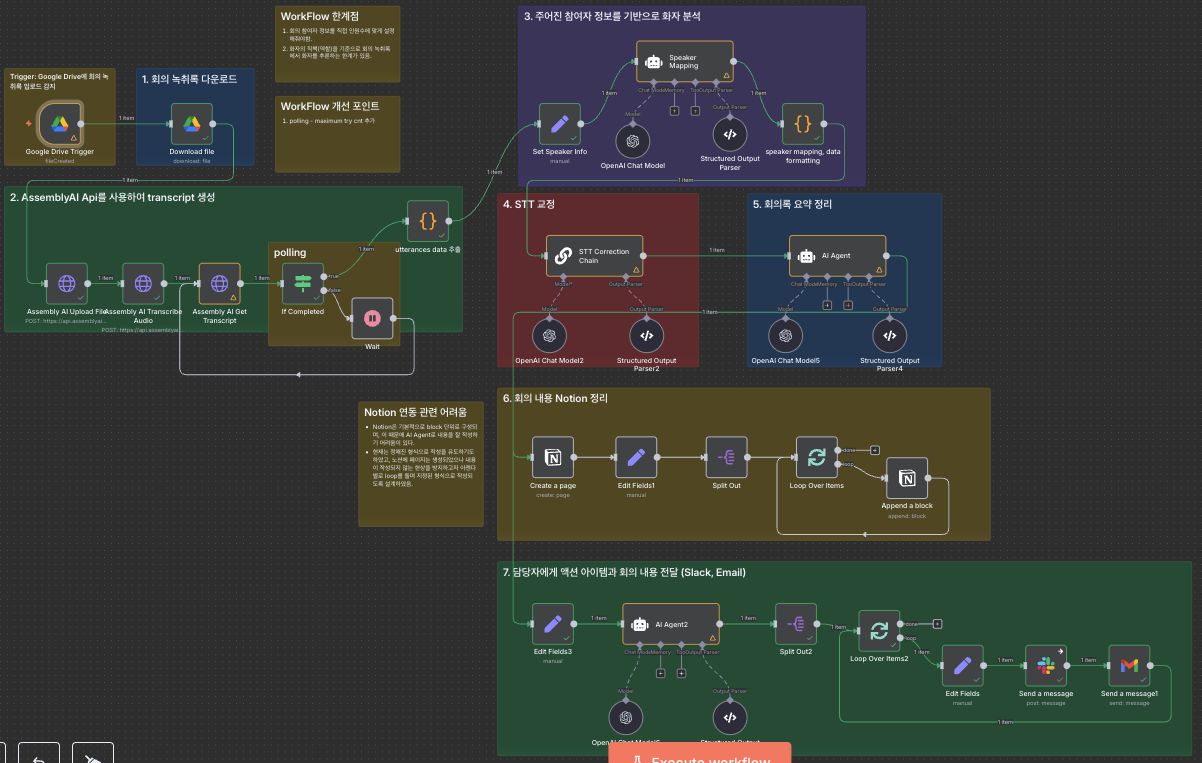 WorkFlow 한계점
1. 회의 참여자 정보를 직접 인원수에 맞게 설정
해줘야함.
2. 화자의 직책(역할)을 기준으로 회의 녹취록
에서 화자를 추론하는 한계가 있음.
WorkFlow 개선 포인트
1. polling - maximum try cnt 추가
Trigger: Google Drive에 회의 녹
취록 업로드 감지
Google Drive Trigger
fileCreated
1 item
1. 회의 녹취록 다운로드
Download file
download: file
1 item
2. AssemblyAI Api를 사용하여 transcript 생성
Assembly AI Upload File
POST: https://api.assemblyai...
1 item
Assembly AI Transcribe
Audio
POST: https://api.assemblyai...
1 item
Assembly AI Get
Transcript
1 item
polling
If Completed
true
false
Wait
1 item
utterances data 추출
1 item
3. 주어진 참여자 정보를 기반으로 화자 분석
Set Speaker Info
manual
1 item
Speaker
Mapping
Chat Model
Memory
Tool
Output Parser
Model
OpenAI Chat Model
Output Parser
Structured Output
Parser
1 item
speaker mapping, data
formatting
1 item
4. STT 교정
STT Correction
Chain
Model*
Output Parser
Model
OpenAI Chat Model2
Output Parser
Structured Output
Parser2
1 item
5. 회의록 요약 정리
AI Agent
Chat Model
Memory
Tool
Output Parser
Model
OpenAI Chat Model5
Output Parser
Structured Output
Parser4
1 item
Notion 연동 관련 어려움
• Notion은 기본적으로 block 단위로 구성되
며, 이 때문에 AI Agent로 내용을 잘 작성하
기 어려움이 있다.
• 현재는 정해진 형식으로 작성을 유도하기도
하였고, 노션에 페이지는 생성되었으나 내용
이 작성되지 않는 현상을 방지하고자 어젠다
별로 loop를 돌며 지정된 형식으로 작성되
도록 설계하였음.
6. 회의 내용 Notion 정리
Create a page
create: page
Edit Fields1
manual
Split Out
Loop Over Items
done
loop
Append a block
append: block
7. 담당자에게 액션 아이템과 회의 내용 전달 (Slack, Email)
Edit Fields3
manual
1 item
AI Agent2
Chat Model
Memory
Tool
Output Parser
Model
Output Parser
Structured Output
1 item
Split Out2
1 item
Loop Over Items2
done
loop
1 item
Edit Fields
manual
1 item
Send a message
post: message
1 item
Send a message1
send: message
1 item
Execute workflow